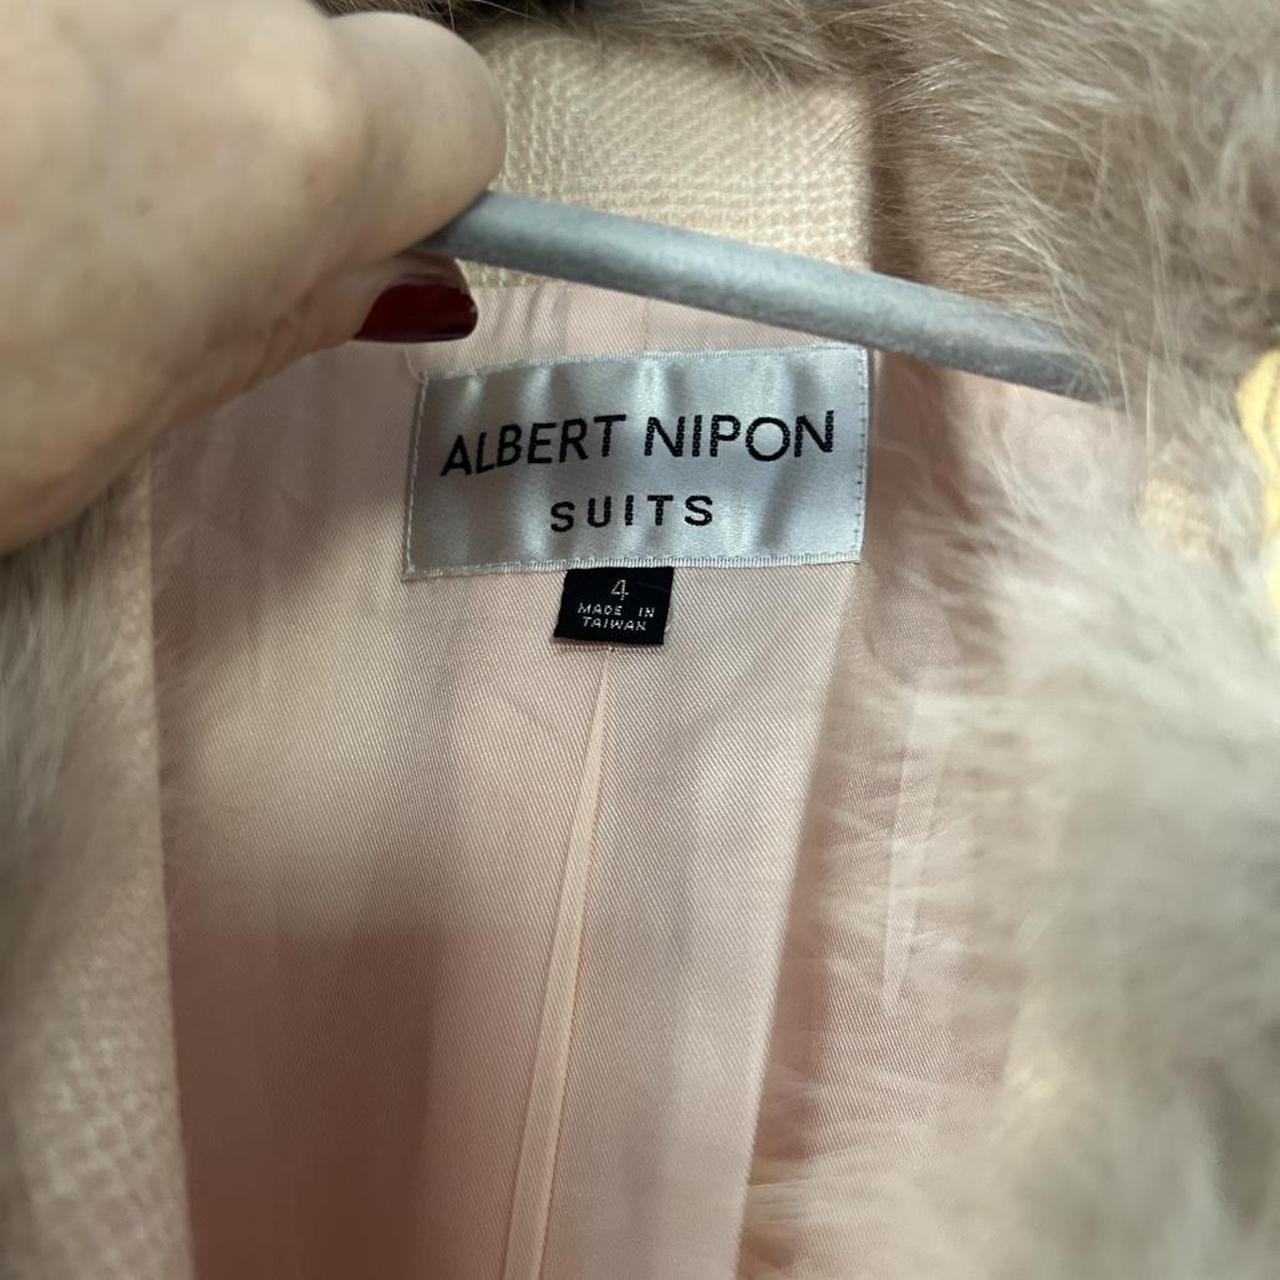 ALBERT NIPON
SUITS
4
MADE IN
TAIWAN